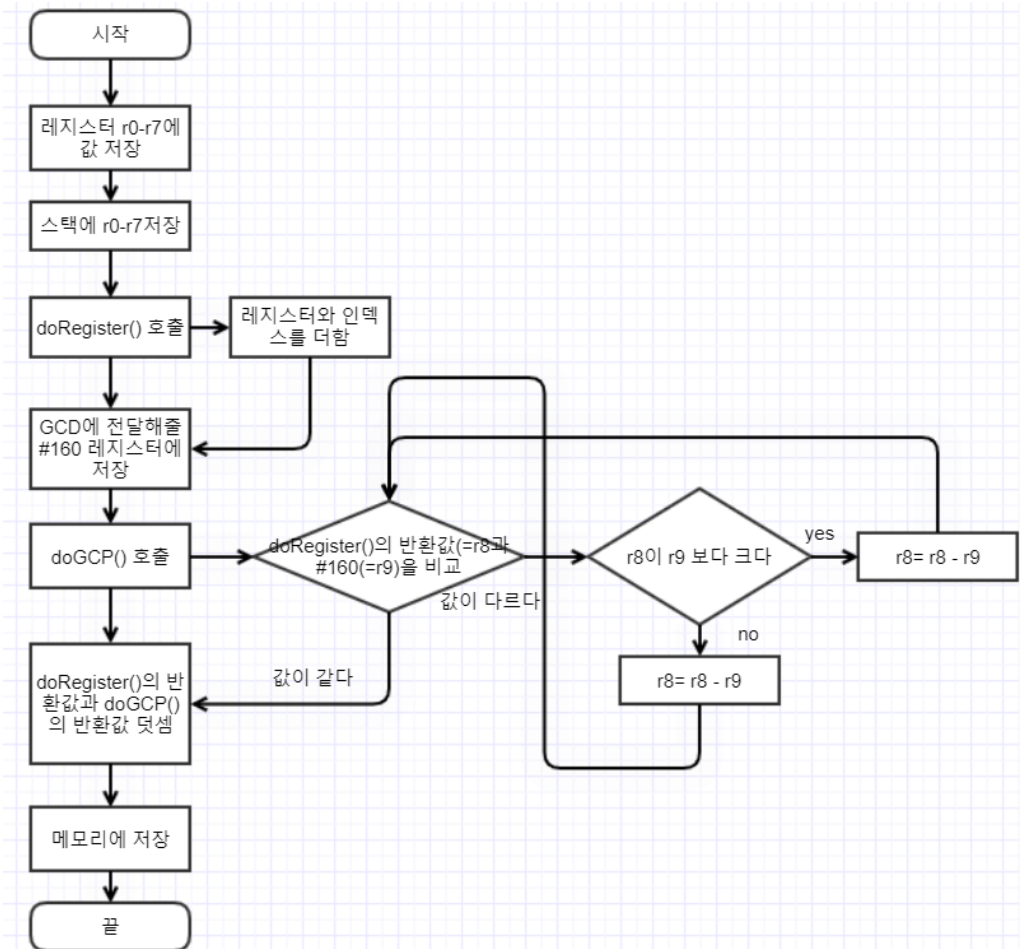 시작
레지스터 r0-r7에
값 저장
스택에 r0-r7저장
doRegister() 호출
레지스터와 인덱
스를 더함
GCD에 전달해줄
#160 레지스터에
저장
doGCP() 호출
doRegister()의 반환값(=r8과
#160(=r9)을 비교
값이 다르다
r8이 r9 보다 크다
yes
r8= r8 - r9
no
r8= r8 - r9
값이 같다
doRegister()의 반
환값과 doGCP()
의 반환값 덧셈
메모리에 저장
끝